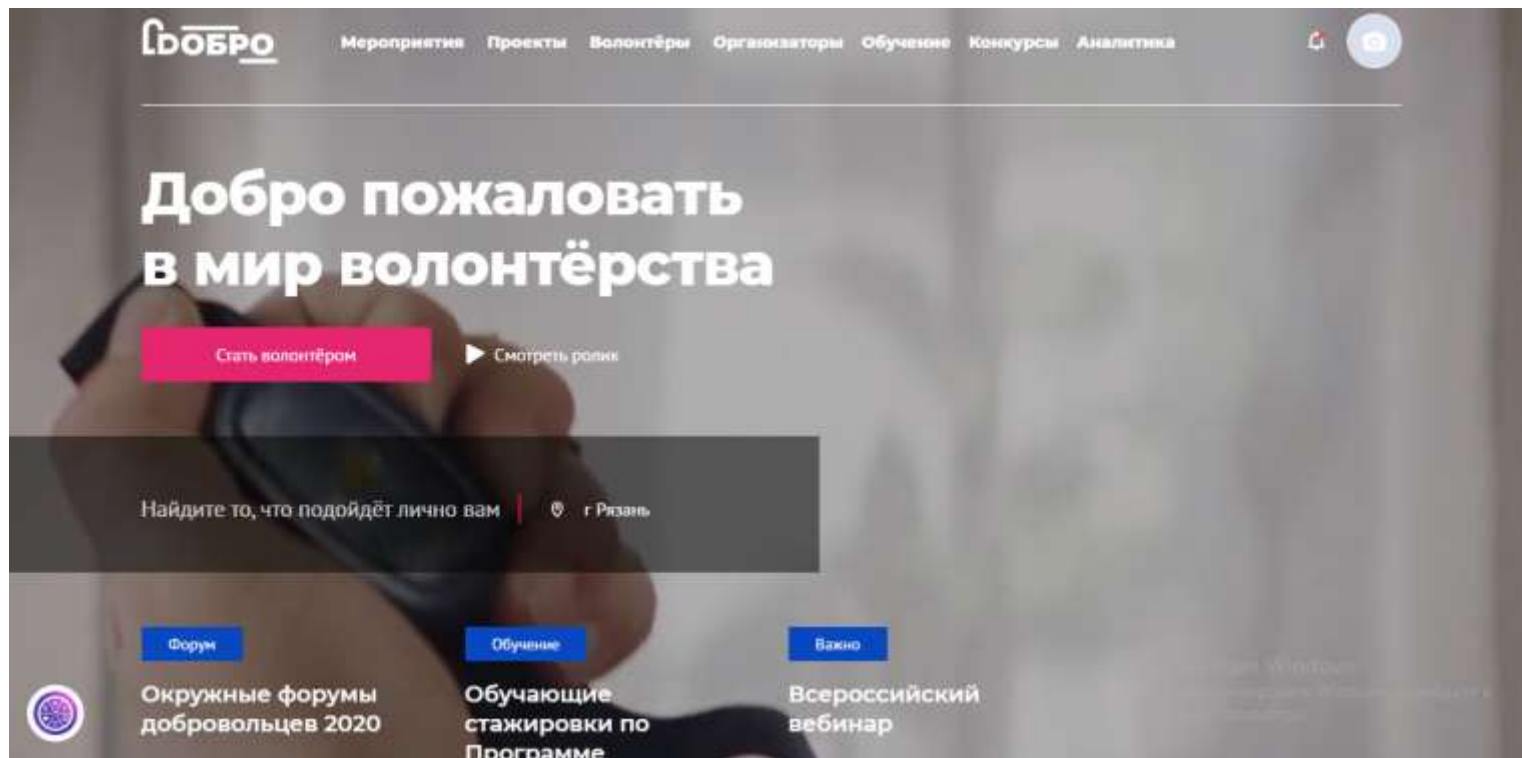 ДОБРО
Мероприятия Проекты Волонтёры Организаторы Обучение Конкурсы Аналитика
Добро пожаловать
в мир волонтёрства
Стать волонтёром
Смотреть ролик
Найдите то, что подойдёт лично вам
г Рязань
Форум
Окружные форумы
добровольцев 2020
Обучение
Обучающие
стажировки по
Программе
Важно
Всероссийский
вебинар